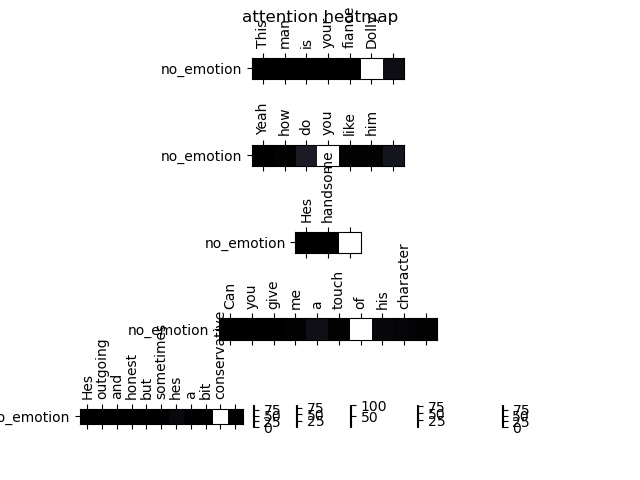 attention heatmap
This man is your fiance Dolly
no_emotion
Yeah how do you like him
no_emotion
Hes handsome
no_emotion
Can you give me a touch of his character
no_emotion
Hes outgoing and honest but sometimes hes a bit conservative
no_emotion
75 50 25 0
75 50 25
100 50
75 50 25
75 50 25 0